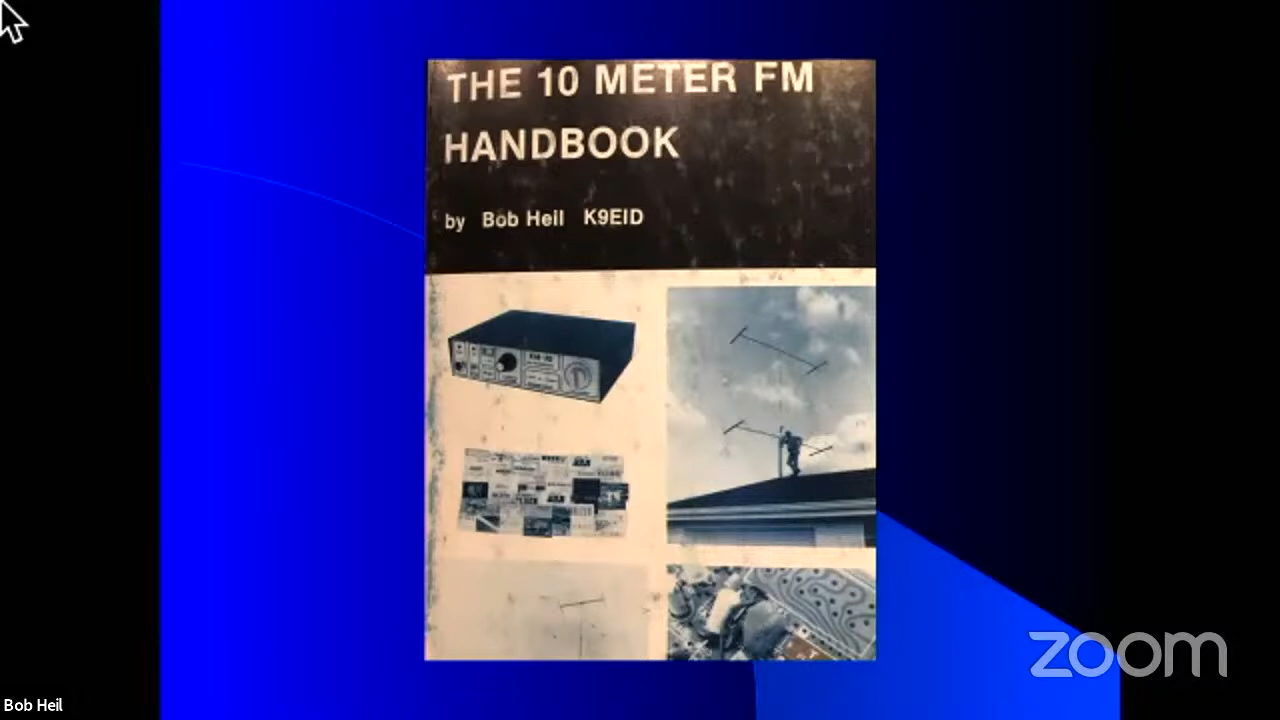 THE 10 METER FM
HANDBOOK
by Bob Heil K9EID
zoom
Bob Heil